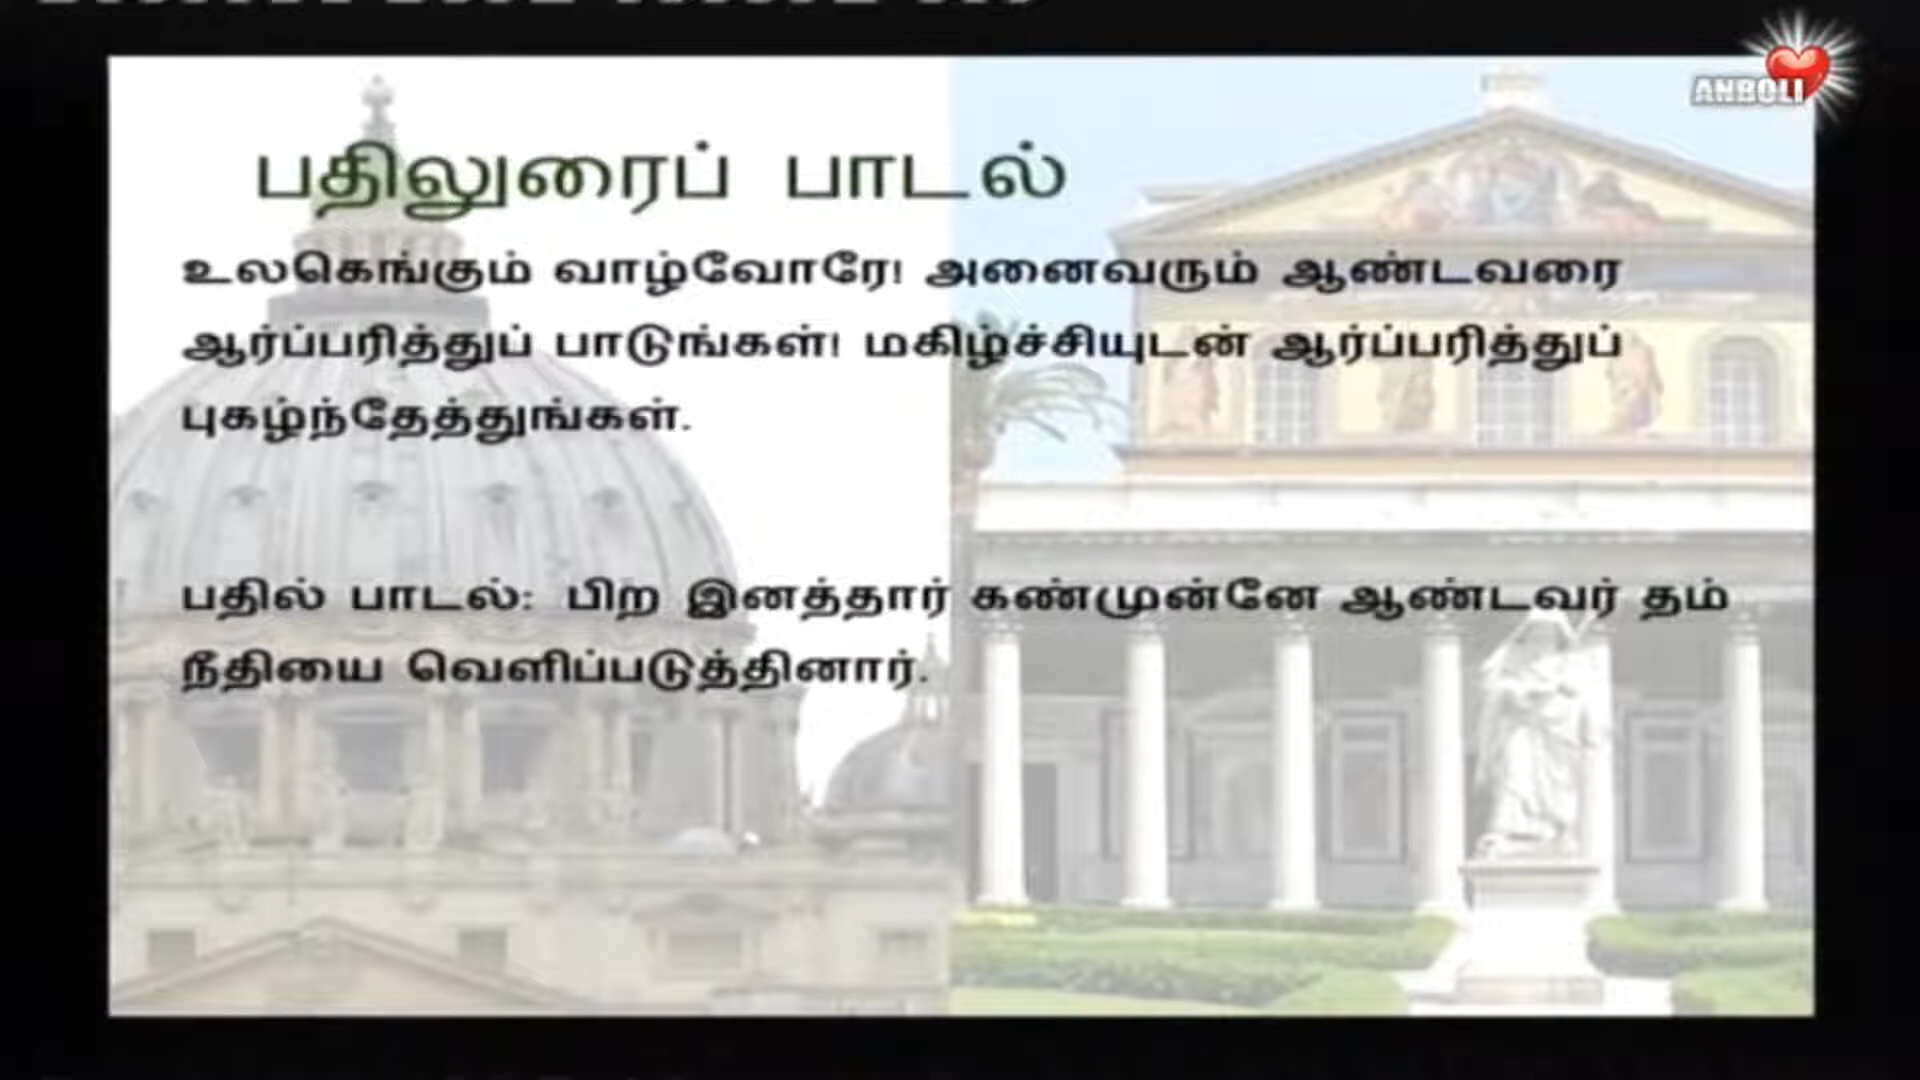 ANBOLI
பதிலுரைப் பாடல்
உலகெங்கும் வாழ்வோரே! அனைவரும் ஆண்டவரை
ஆர்ப்பரித்துப் பாடுங்கள்! மகிழ்ச்சியுடன் ஆர்ப்பரித்துப்
புகழ்ந்தேத்துங்கள்.
பதில் பாடல்: பிற இனத்தார் கண்முன்னே ஆண்டவர் தம்
நீதியை வெளிப்படுத்தினார்.